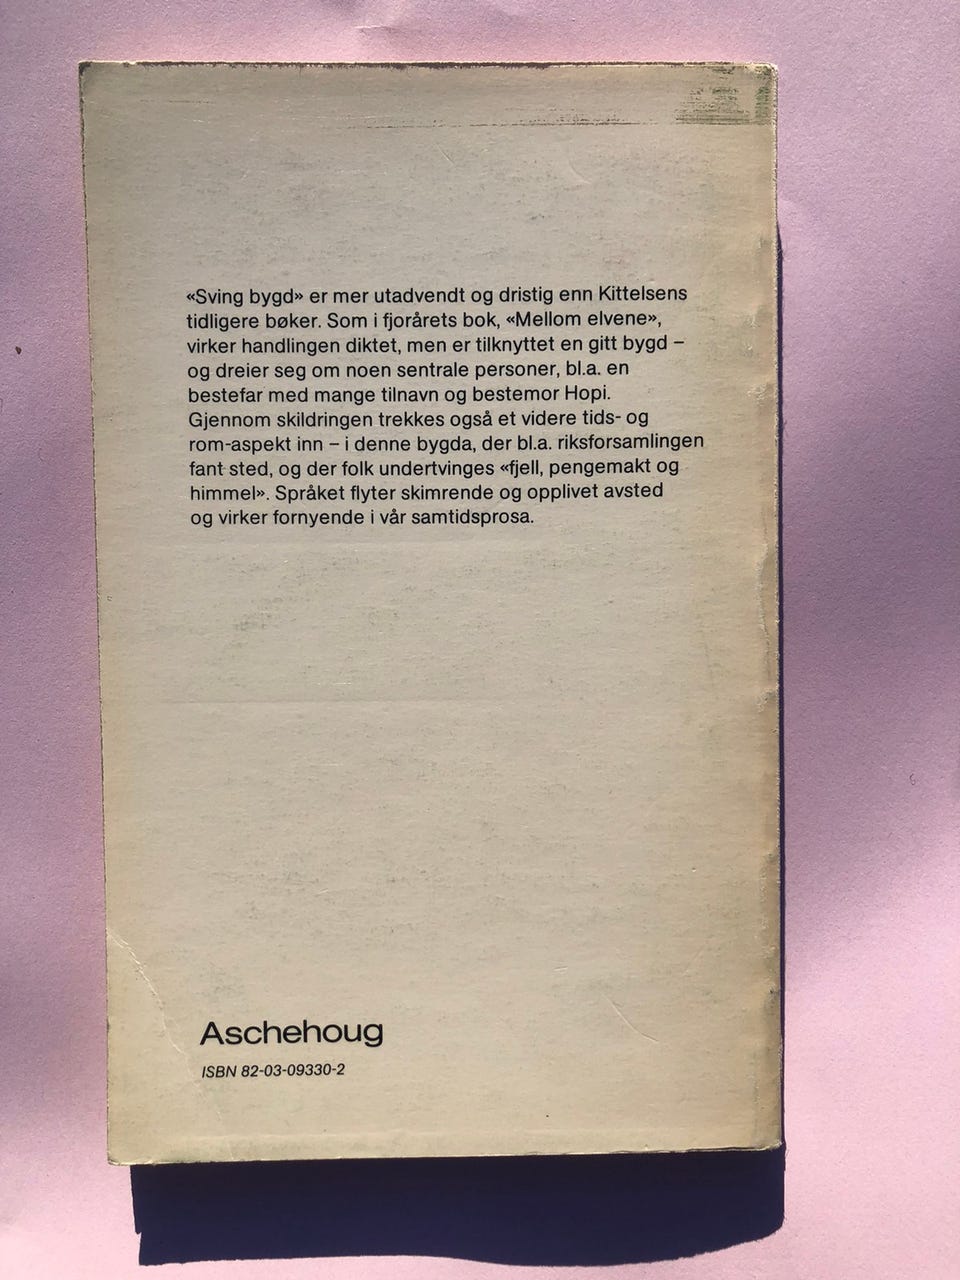 «Sving bygd» er mer utadvendt og dristig enn Kittelsens
tidligere bøker. Som i fjorårets bok, «Mellom elvene»,
virker handlingen diktet, men er tilknyttet en gitt bygd –
og dreier seg om noen sentrale personer, bl.a. en
bestefar med mange tilnavn og bestemor Hopi.
Gjennom skildringen trekkes også et videre tids- og
rom-aspekt inn – i denne bygda, der bl.a. riksforsamlingen
fant sted, og der folk undertvinges «fjell, pengemakt og
himmel». Språket flyter skimrende og opplivet avsted
og virker fornyende i vår samtidsprosa.
Aschehoug
ISBN 82-03-09330-2